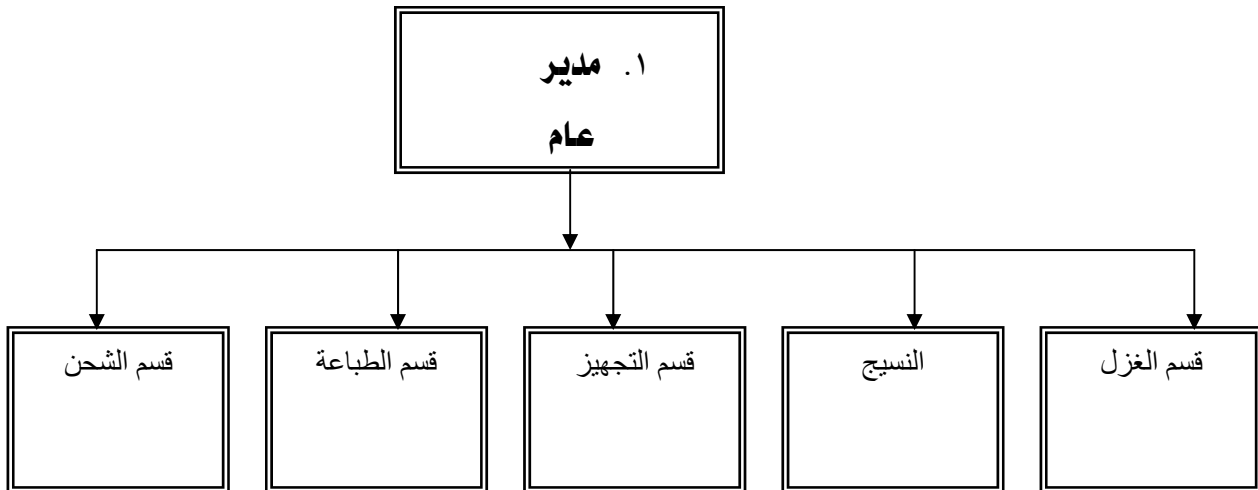 ١. مدير
عام
قسم الغزل
النسيج
قسم التجهيز
قسم الطباعة
قسم الشحن